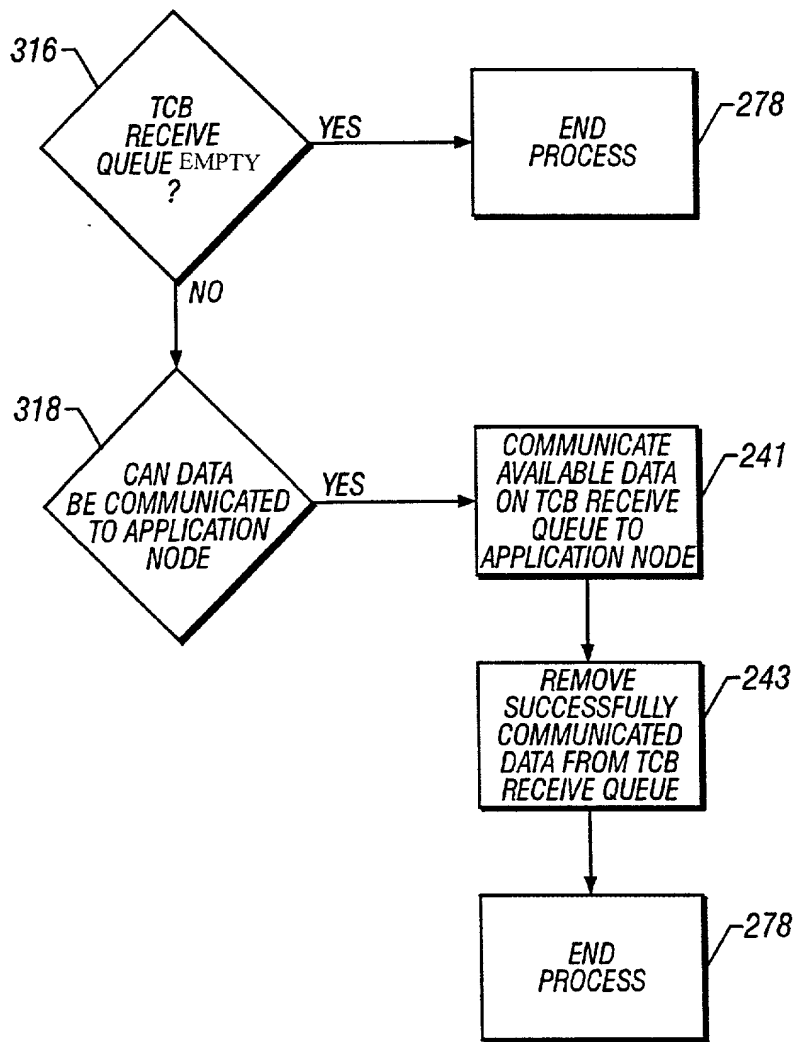 316
TCB
RECEIVE
QUEUE EMPTY
?
YES
END
PROCESS
278
NO
318
CAN DATA
BE COMMUNICATED
TO APPLICATION
NODE
YES
COMMUNICATE
AVAILABLE DATA
ON TCB RECEIVE
QUEUE TO
APPLICATION NODE
241
REMOVE
SUCCESSFULLY
COMMUNICATED
DATA FROM TCB
RECEIVE QUEUE
243
END
PROCESS
278